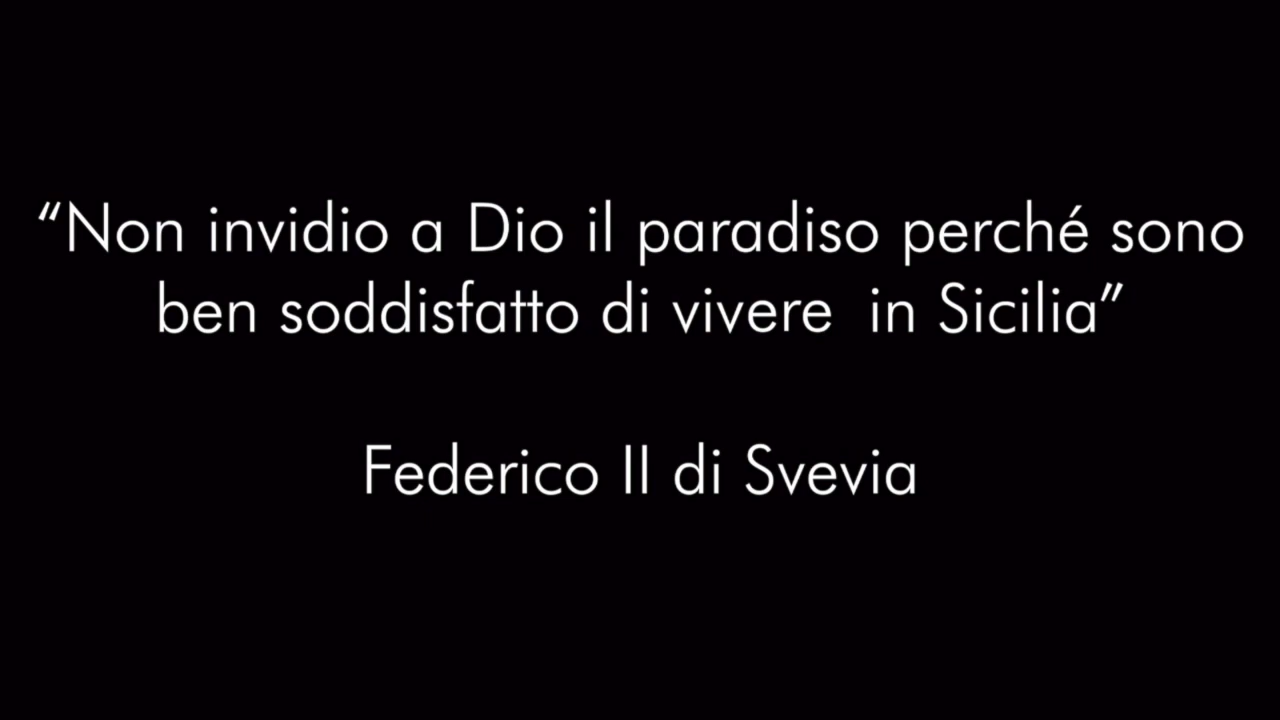 “Non invidio a Dio il paradiso perché sono
ben soddisfatto di vivere  in Sicilia”
Federico II di Svevia